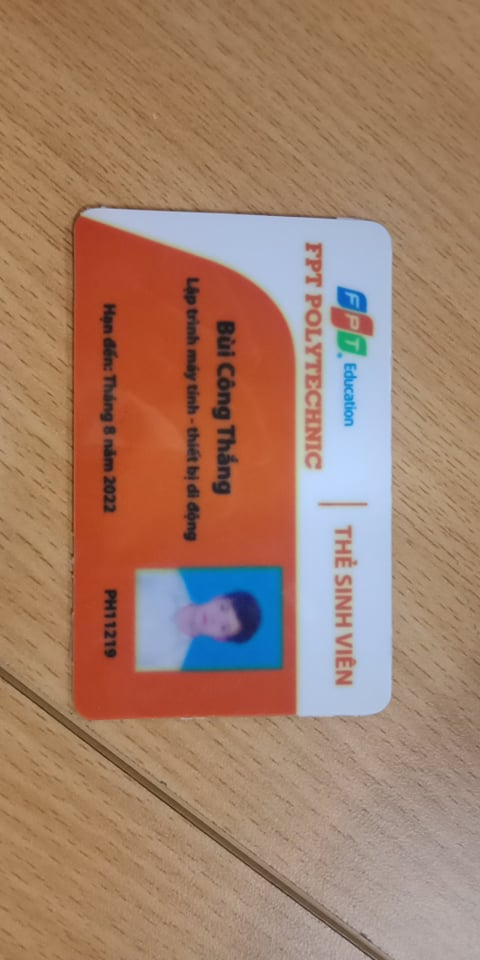 FPT Education
FPT POLYTECHNIC
THẺ SINH VIÊN
Bùi Công Thắng
Lập trình máy tính - thiết bị di động
Hạn đến: Tháng 8 năm 2022
PH11219